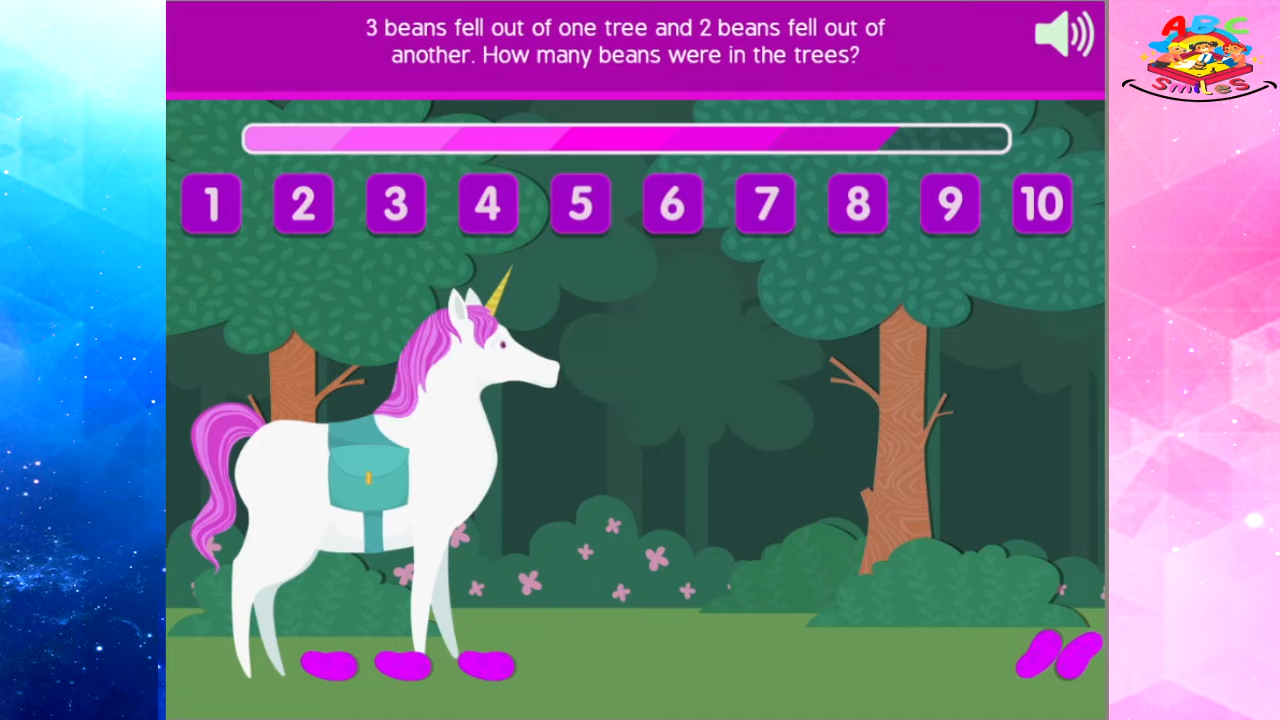 3 beans fell out of one tree and 2 beans fell out of
another. How many beans were in the trees?
ABC
SmileS
1 2 3 4 5 6 7 8 9 10